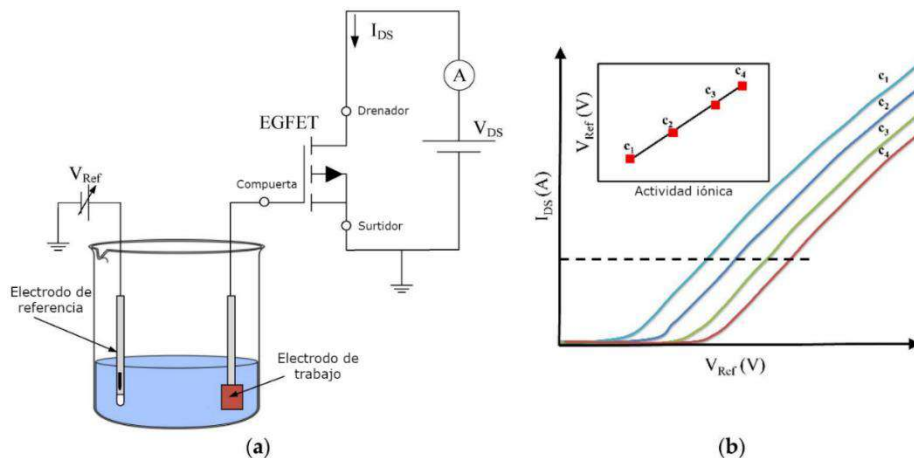 I_DS
A
Drenador
EGFET
V_DS
V_Ref
Compuerta
Surtidor
Electrodo de
referencia
Electrodo de
trabajo
(a)
I_DS (A)
V_Ref (V)
c₁
c₂
c₃
c₄
Actividad iónica
c₁
c₂
c₃
c₄
V_Ref (V)
(b)